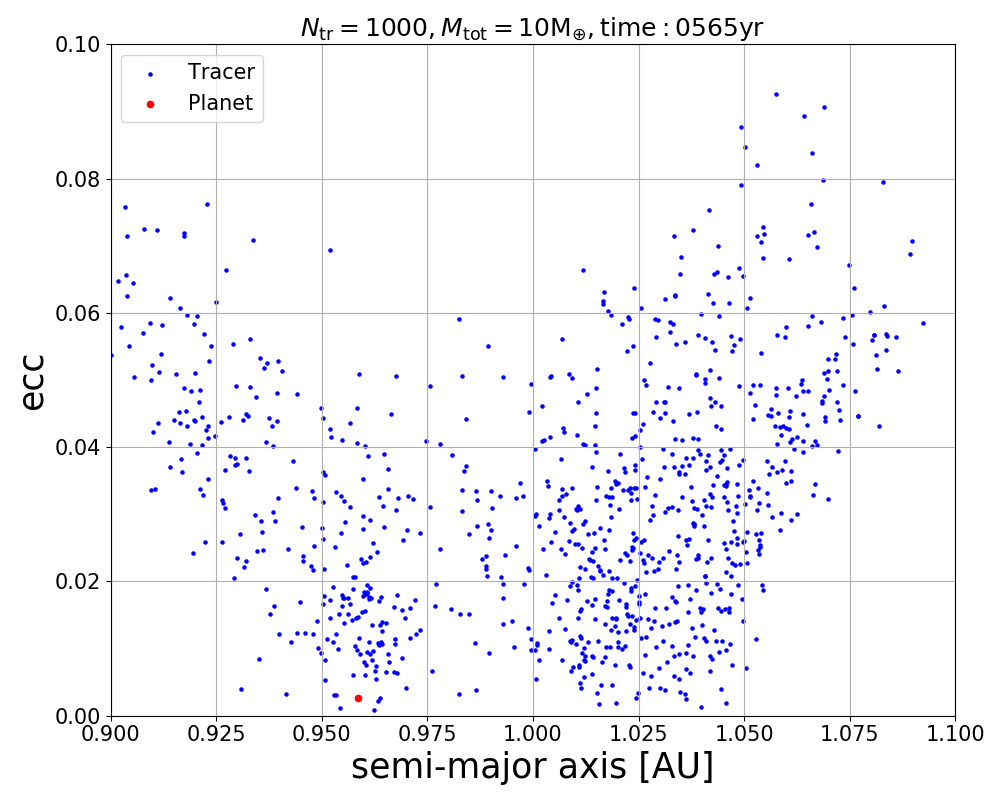 N_tr = 1000, M_tot = 10M_⊕, time : 0565yr
Tracer
Planet
0.10
0.08
0.06
0.04
0.02
0.00
ecc
0.900 0.925 0.950 0.975 1.000 1.025 1.050 1.075 1.100
semi-major axis [AU]